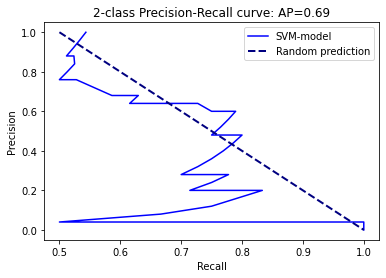 2-class Precision-Recall curve: AP=0.69
SVM-model
Random prediction
Precision
1.0
0.8
0.6
0.4
0.2
0.0
0.5 0.6 0.7 0.8 0.9 1.0
Recall